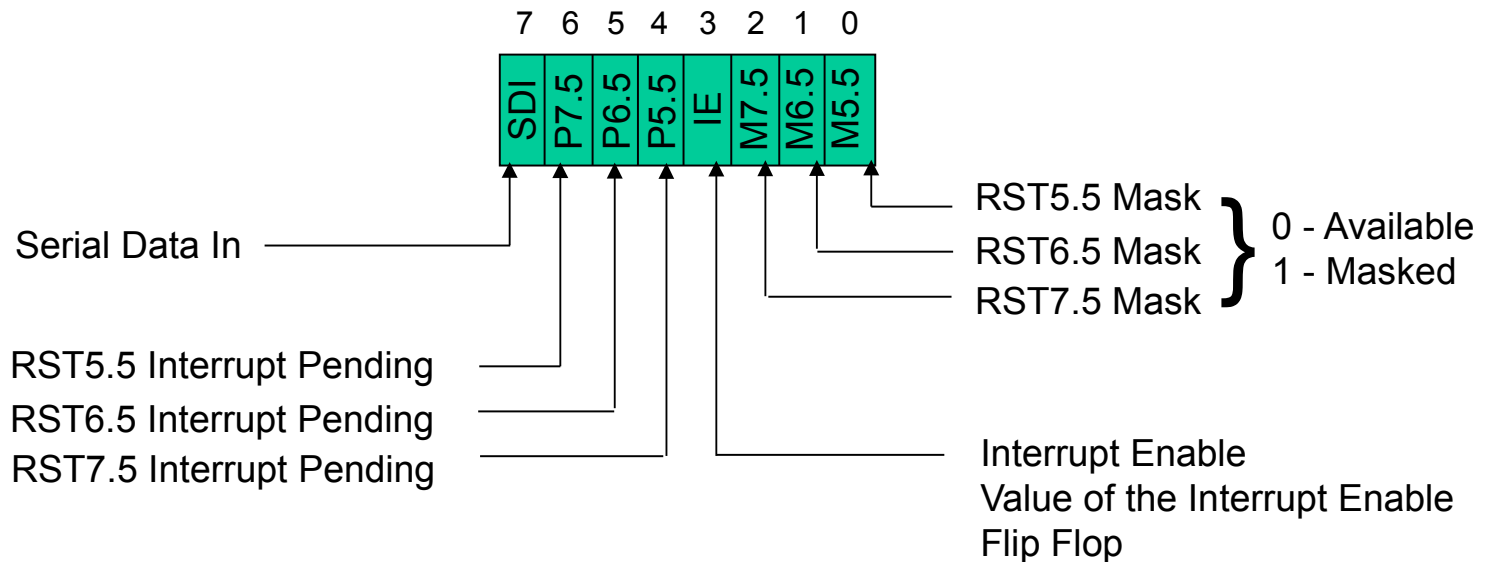 7 6 5 4 3 2 1 0
SDI P7.5 P6.5 P5.5 IE M7.5 M6.5 M5.5
Serial Data In
RST5.5 Interrupt Pending
RST6.5 Interrupt Pending
RST7.5 Interrupt Pending
RST5.5 Mask
RST6.5 Mask
RST7.5 Mask
}
0 - Available
1 - Masked
Interrupt Enable
Value of the Interrupt Enable
Flip Flop